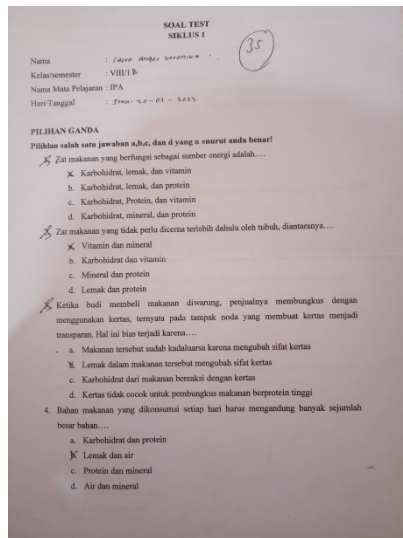 SOAL TEST
SIKLUS 1
35
Nama :
Kelas/semester : VIII/1B
Nama Mata Pelajaran : IPA
Hari/Tanggal : 20-01-2023
PILIHAN GANDA
Pilihlah salah satu jawaban a,b,c, dan d yang n enurut anda benar!
Zat makanan yang berfungsi sebagai sumber energi adalah….
Karbohidrat, lemak, dan vitamin
b. Karbohidrat, lemak, dan protein
c. Karbohidrat, Protein, dan vitamin
d. Karbohidrat, mineral, dan protein
Zat makanan yang tidak perlu dicerna terlebih dahulu oleh tubuh, diantaranya….
Vitamin dan mineral
b. Karbohidrat dan vitamin
c. Mineral dan protein
d. Lemak dan protein
Ketika budi membeli makanan diwarung, penjualnya membungkus dengan
menggunakan kertas, ternyata pada tampak noda yang membuat kertas menjadi
transparan. Hal ini bias terjadi karena….
a. Makanan tersebut sudah kadaluarsa karena mengubah sifat kertas
b. Lemak dalam makanan tersebut mengubah sifat kertas
c. Karbohidrat dari makanan bereaksi dengan kertas
d. Kertas tidak cocok untuk pembungkus makanan berprotein tinggi
4. Bahan makanan yang dikonsumsi setiap hari harus mengandung banyak sejumlah
besar bahan….
a. Karbohidrat dan protein
Lemak dan air
c. Protein dan mineral
d. Air dan mineral